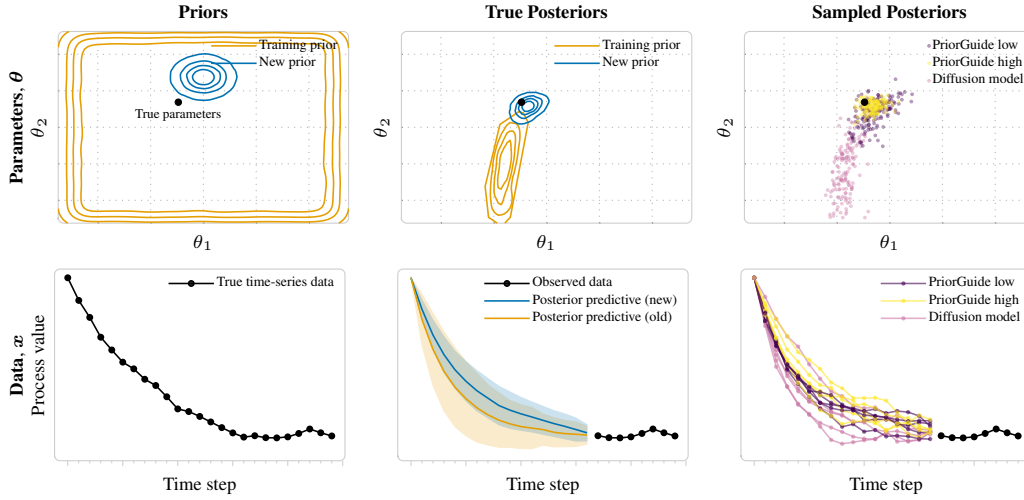 Priors
True Posteriors
Sampled Posteriors
Parameters, θ
θ2
Training prior
New prior
True parameters
θ1
θ2
Training prior
New prior
θ1
θ2
PriorGuide low
PriorGuide high
Diffusion model
θ1
Data, x
Process value
True time-series data
Time step
Observed data
Posterior predictive (new)
Posterior predictive (old)
Time step
PriorGuide low
PriorGuide high
Diffusion model
Time step